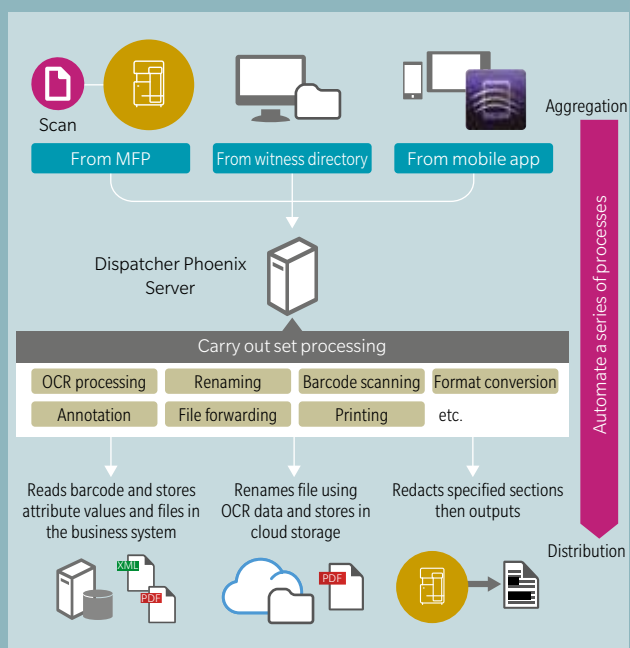 Aggregation
Scan
From MFP
From witness directory
From mobile app
Automate a series of processes
Dispatcher Phoenix
Server
Carry out set processing
OCR processing
Renaming
Barcode scanning
Format conversion
Annotation
File forwarding
Printing
etc.
Reads barcode and stores
attribute values and files in
the business system
Renames file using
OCR data and stores in
cloud storage
Redacts specified sections
then outputs
Distribution
XML
PDF
PDF